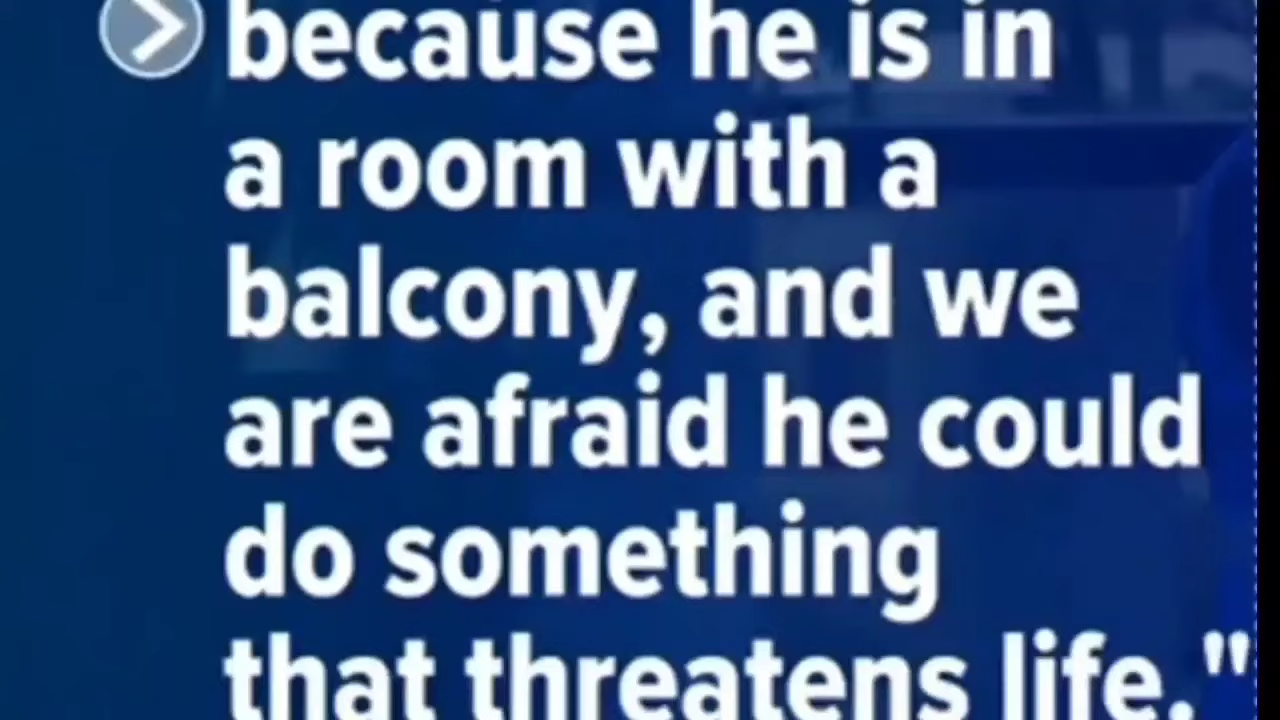 because he is in
a room with a
balcony, and we
are afraid he could
do something
that threatens life."